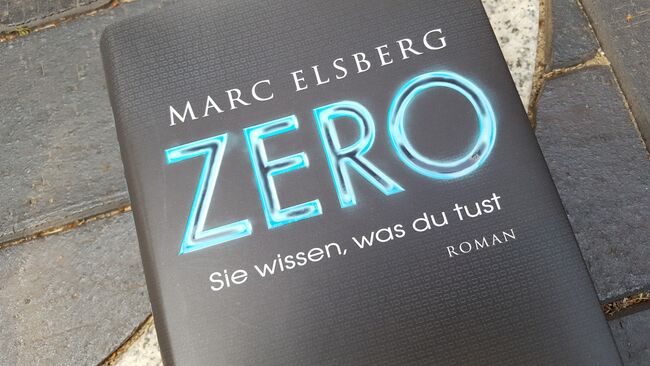 MARC ELSBERG
ZERO
Sie wissen, was du tust
ROMAN